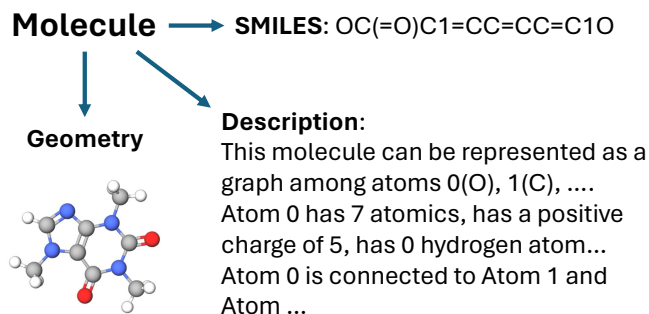 Molecule
SMILES: OC(=O)C1=CC=CC=C1O
Geometry
Description:
This molecule can be represented as a
graph among atoms 0(O), 1(C), ....
Atom 0 has 7 atomics, has a positive
charge of 5, has 0 hydrogen atom...
Atom 0 is connected to Atom 1 and
Atom ...